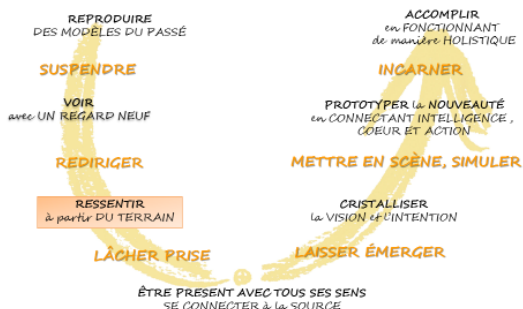 REPRODUIRE
DES MODÈLES DU PASSÉ
SUSPENDRE
VOIR
avec UN REGARD NEUF
REDIRIGER
RESSENTIR
à partir DU TERRAIN
LÂCHER PRISE
ÊTRE PRESENT AVEC TOUS SES SENS
SE CONNECTER à la SOURCE
LAISSER ÉMERGER
CRISTALLISER
la VISION et L'INTENTION
METTRE EN SCÈNE, SIMULER
PROTOTYPER la NOUVEAUTÉ
en CONNECTANT INTELLIGENCE ,
COEUR ET ACTION
INCARNER
ACCOMPLIR
en FONCTIONNANT
de manière HOLISTIQUE